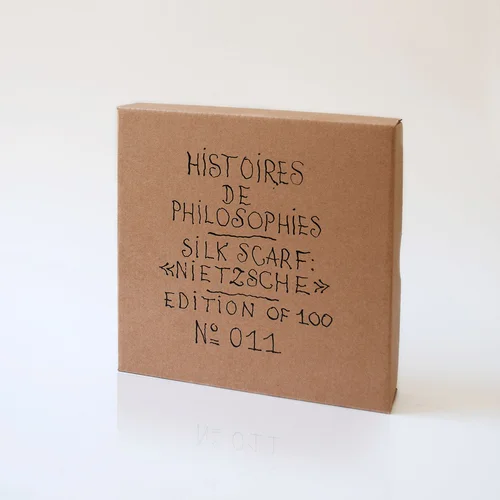 HiSTOiRES
DE
PHiLOSOPHiES
SiLK SCARF:
«NiETZSCHE»
EDiTiON OF 100
Nº 011